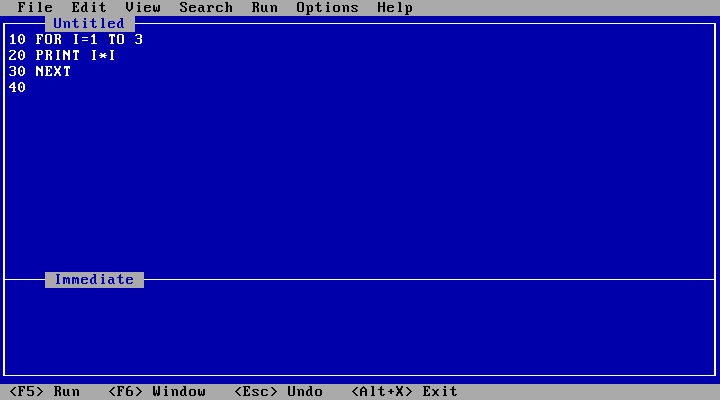 File Edit View Search Run Options Help
Untitled
10 FOR I=1 TO 3
20 PRINT I*I
30 NEXT
40
Immediate
<F5> Run <F6> Window <Esc> Undo <Alt+X> Exit